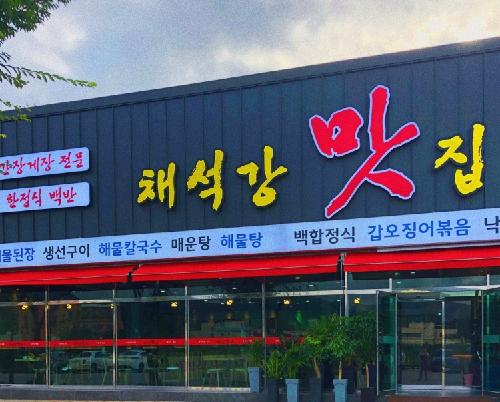 간장게장 전문
한정식 백반
채석강 맛집
해물된장 생선구이 해물칼국수 매운탕 해물탕 백합정식 갑오징어볶음 낙